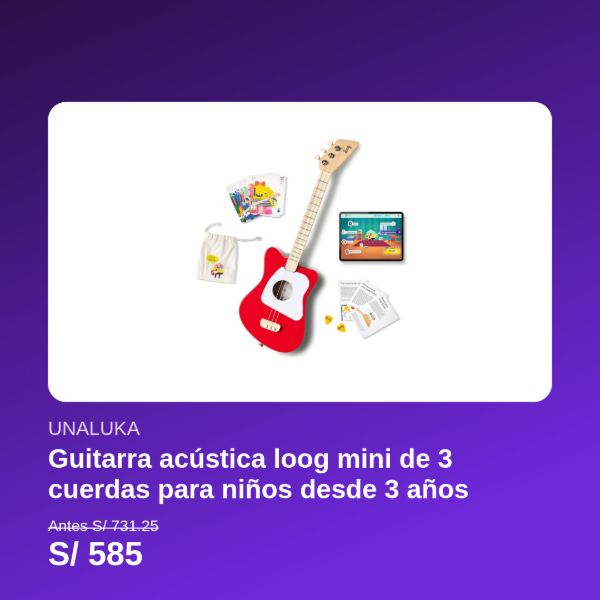 UNALUKA
Guitarra acústica loog mini de 3
cuerdas para niños desde 3 años
Antes S/ 731.25
S/ 585